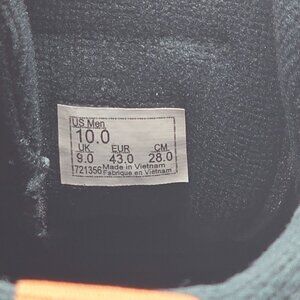 US Men
10.0
UK EUR CM
9.0 43.0 28.0
1721350 Made in Vietnam
Fabriqué en Vietnam